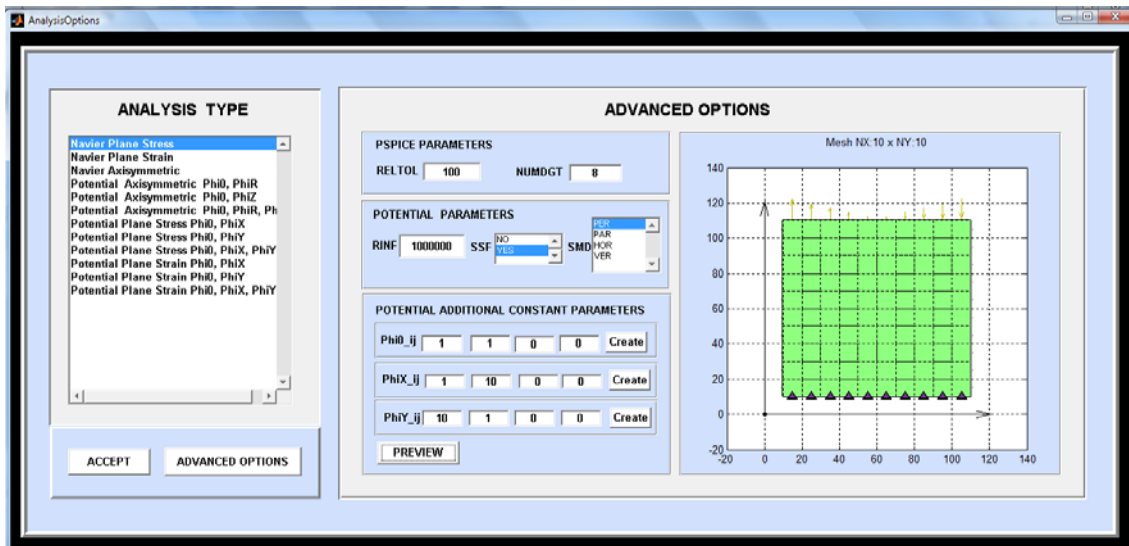 AnalysisOptions
ANALYSIS TYPE
Navier Plane Stress
Navier Plane Strain
Navier Axisymmetric
Potential Axisymmetric Phi0, PhiR
Potential Axisymmetric Phi0, PhiZ
Potential Axisymmetric Phi0, PhiR, Ph
Potential Plane Stress Phi0, PhiX
Potential Plane Stress Phi0, PhiY
Potential Plane Stress Phi0, PhiX, PhiY
Potential Plane Strain Phi0, PhiX
Potential Plane Strain Phi0, PhiY
Potential Plane Strain Phi0, PhiX, PhiY
ACCEPT
ADVANCED OPTIONS
ADVANCED OPTIONS
PSPICE PARAMETERS
RELTOL 100 NUMDGT 8
POTENTIAL PARAMETERS
RINF 1000000 SSF NO YES SMD PER PAR HOR VER
POTENTIAL ADDITIONAL CONSTANT PARAMETERS
Phi0_ij 1 1 0 0 Create
PhiX_ij 1 10 0 0 Create
PhiY_ij 10 1 0 0 Create
PREVIEW
Mesh NX:10 x NY:10
140
120
100
80
60
40
20
0
-20
-20 0 20 40 60 80 100 120 140